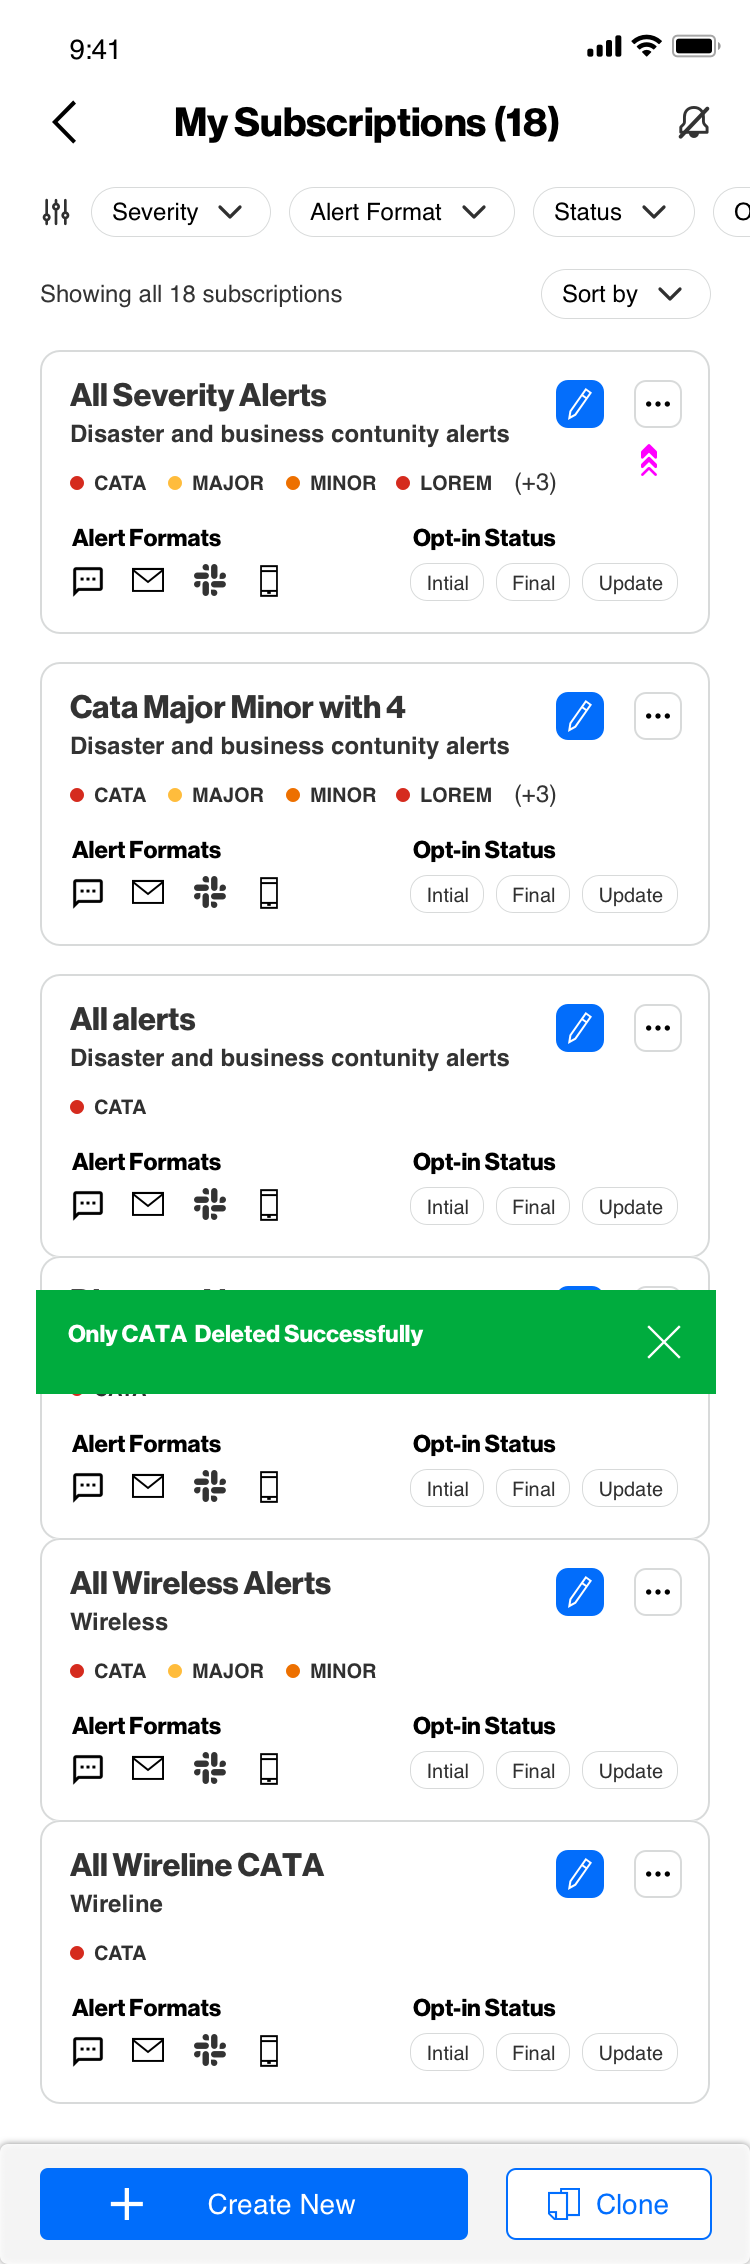 9:41
My Subscriptions (18)
Severity
Alert Format
Status
Showing all 18 subscriptions
Sort by
All Severity Alerts
Disaster and business contunity alerts
CATA MAJOR MINOR LOREM (+3)
Alert Formats Opt-in Status
Intial Final Update
Cata Major Minor with 4
Disaster and business contunity alerts
CATA MAJOR MINOR LOREM (+3)
Alert Formats Opt-in Status
Intial Final Update
All alerts
Disaster and business contunity alerts
CATA
Alert Formats Opt-in Status
Intial Final Update
Only CATA Deleted Successfully
Alert Formats Opt-in Status
Intial Final Update
All Wireless Alerts
Wireless
CATA MAJOR MINOR
Alert Formats Opt-in Status
Intial Final Update
All Wireline CATA
Wireline
CATA
Alert Formats Opt-in Status
Intial Final Update
Create New
Clone